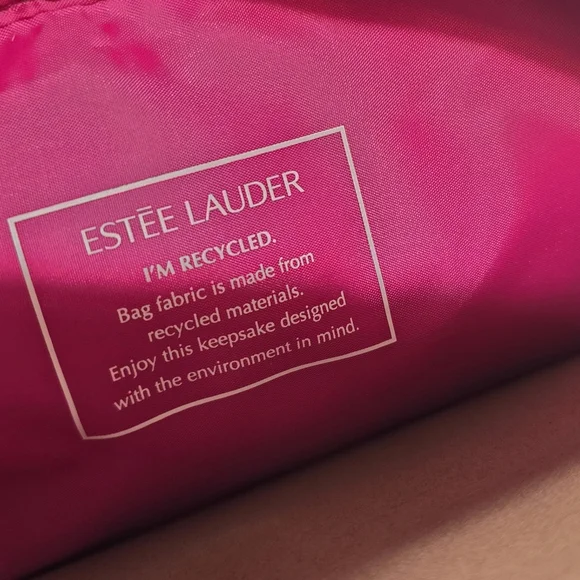 ESTĒE LAUDER
I'M RECYCLED.
Bag fabric is made from
recycled materials.
Enjoy this keepsake designed
with the environment in mind.